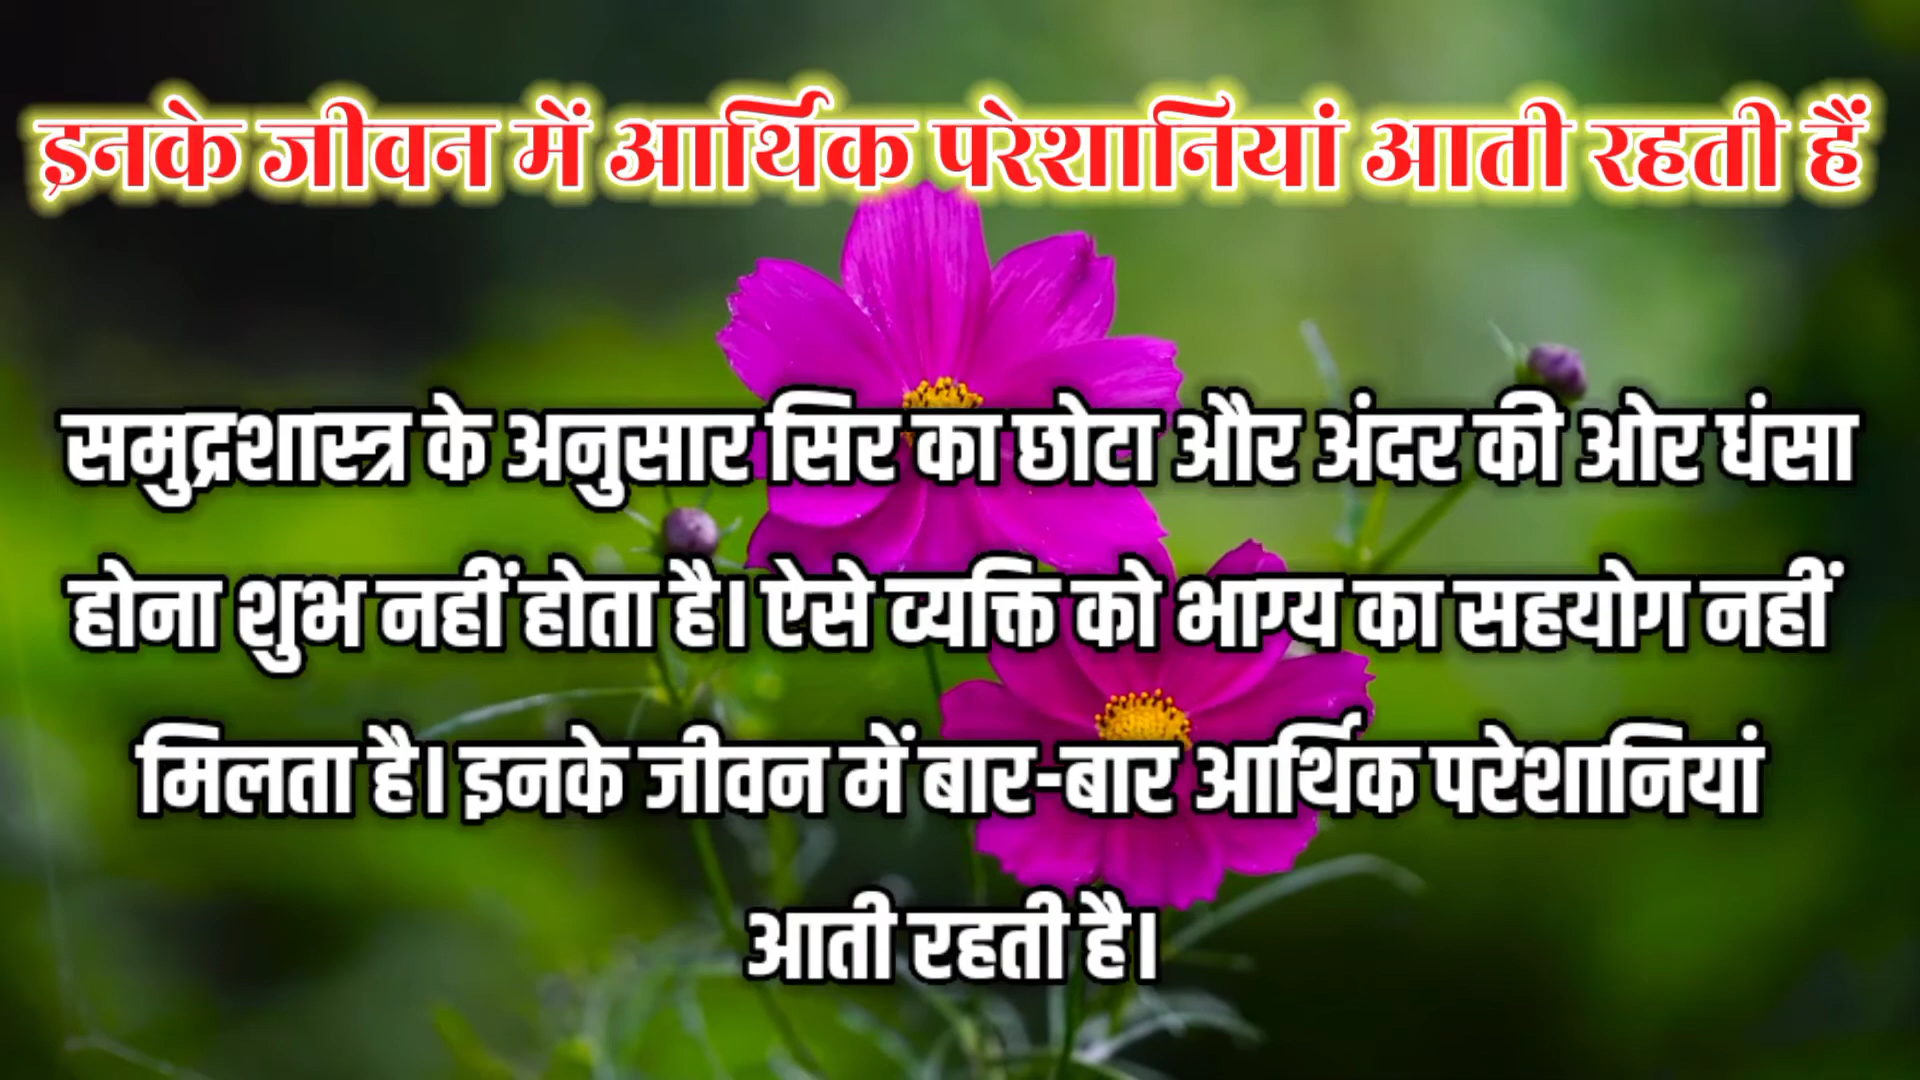 इनके जीवन में आर्थिक परेशानियां आती रहती हैं
समुद्रशास्त्र के अनुसार सिर का छोटा और अंदर की ओर धंसा
होना शुभ नहीं होता है। ऐसे व्यक्ति को भाग्य का सहयोग नहीं
मिलता है। इनके जीवन में बार-बार आर्थिक परेशानियां
आती रहती है।